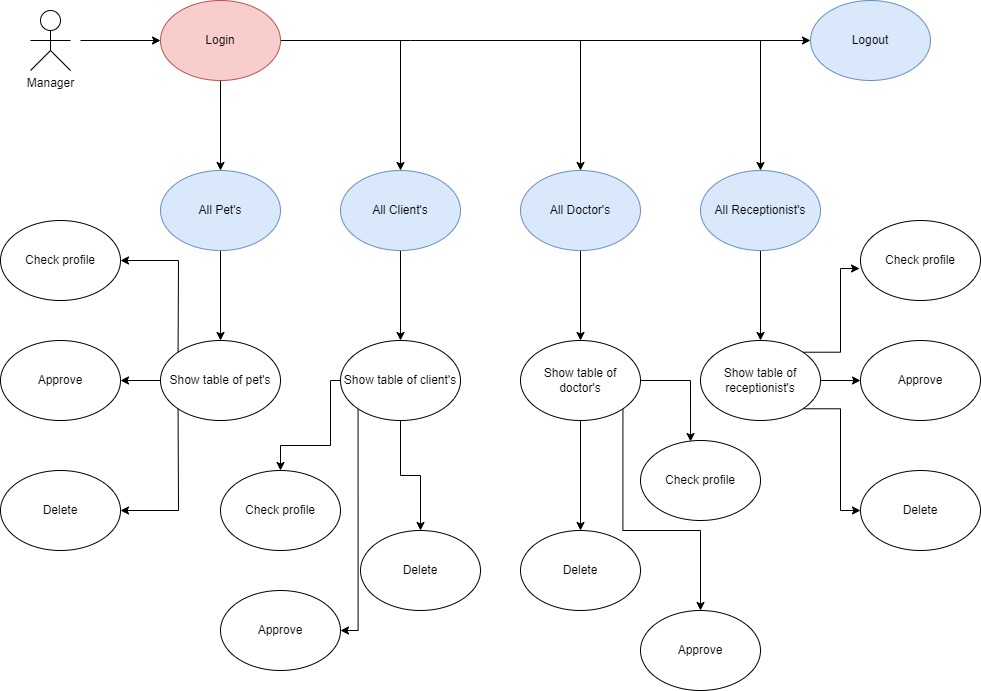 Login
Logout
Manager
All Pet's
All Client's
All Doctor's
All Receptionist's
Check profile
Check profile
Approve
Show table of pet's
Show table of client's
Show table of
doctor's
Show table of
receptionist's
Approve
Check profile
Delete
Check profile
Delete
Delete
Delete
Approve
Approve